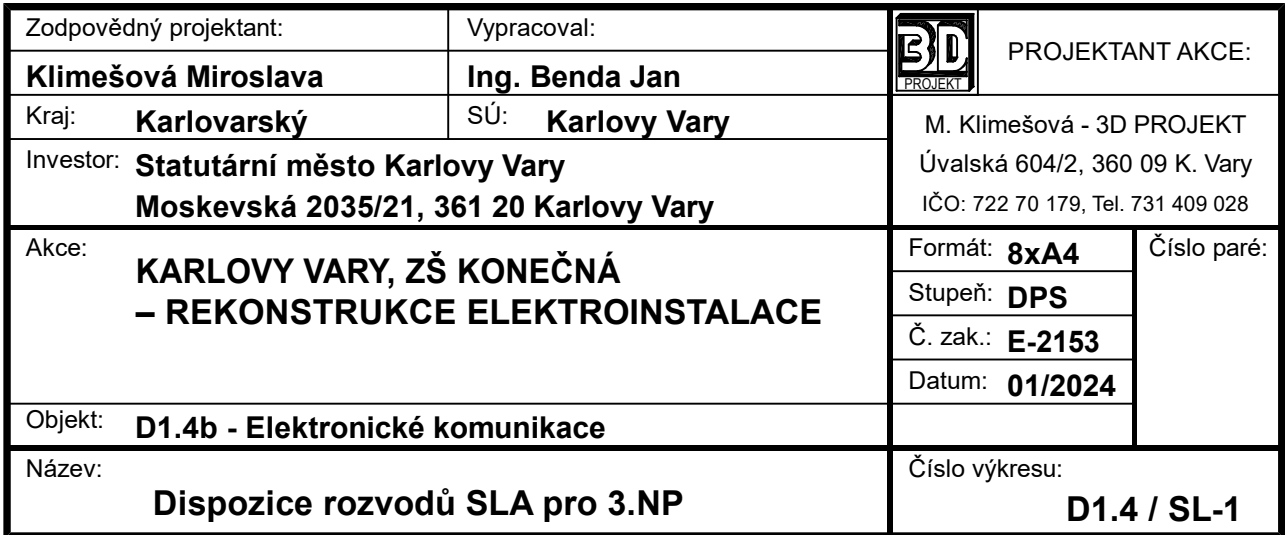 Zodpovědný projektant:
Vypracoval:
Klimešová Miroslava
Ing. Benda Jan
Kraj: Karlovarský
SÚ: Karlovy Vary
Investor: Statutární město Karlovy Vary
Moskevská 2035/21, 361 20 Karlovy Vary
3D
PROJEKT
PROJEKTANT AKCE:
M. Klimešová - 3D PROJEKT
Úvalská 604/2, 360 09 K. Vary
IČO: 722 70 179, Tel. 731 409 028
Akce:
KARLOVY VARY, ZŠ KONEČNÁ
– REKONSTRUKCE ELEKTROINSTALACE
Formát: 8xA4
Stupeň: DPS
Č. zak.: E-2153
Datum: 01/2024
Číslo paré:
Objekt: D1.4b - Elektronické komunikace
Název:
Dispozice rozvodů SLA pro 3.NP
Číslo výkresu:
D1.4 / SL-1